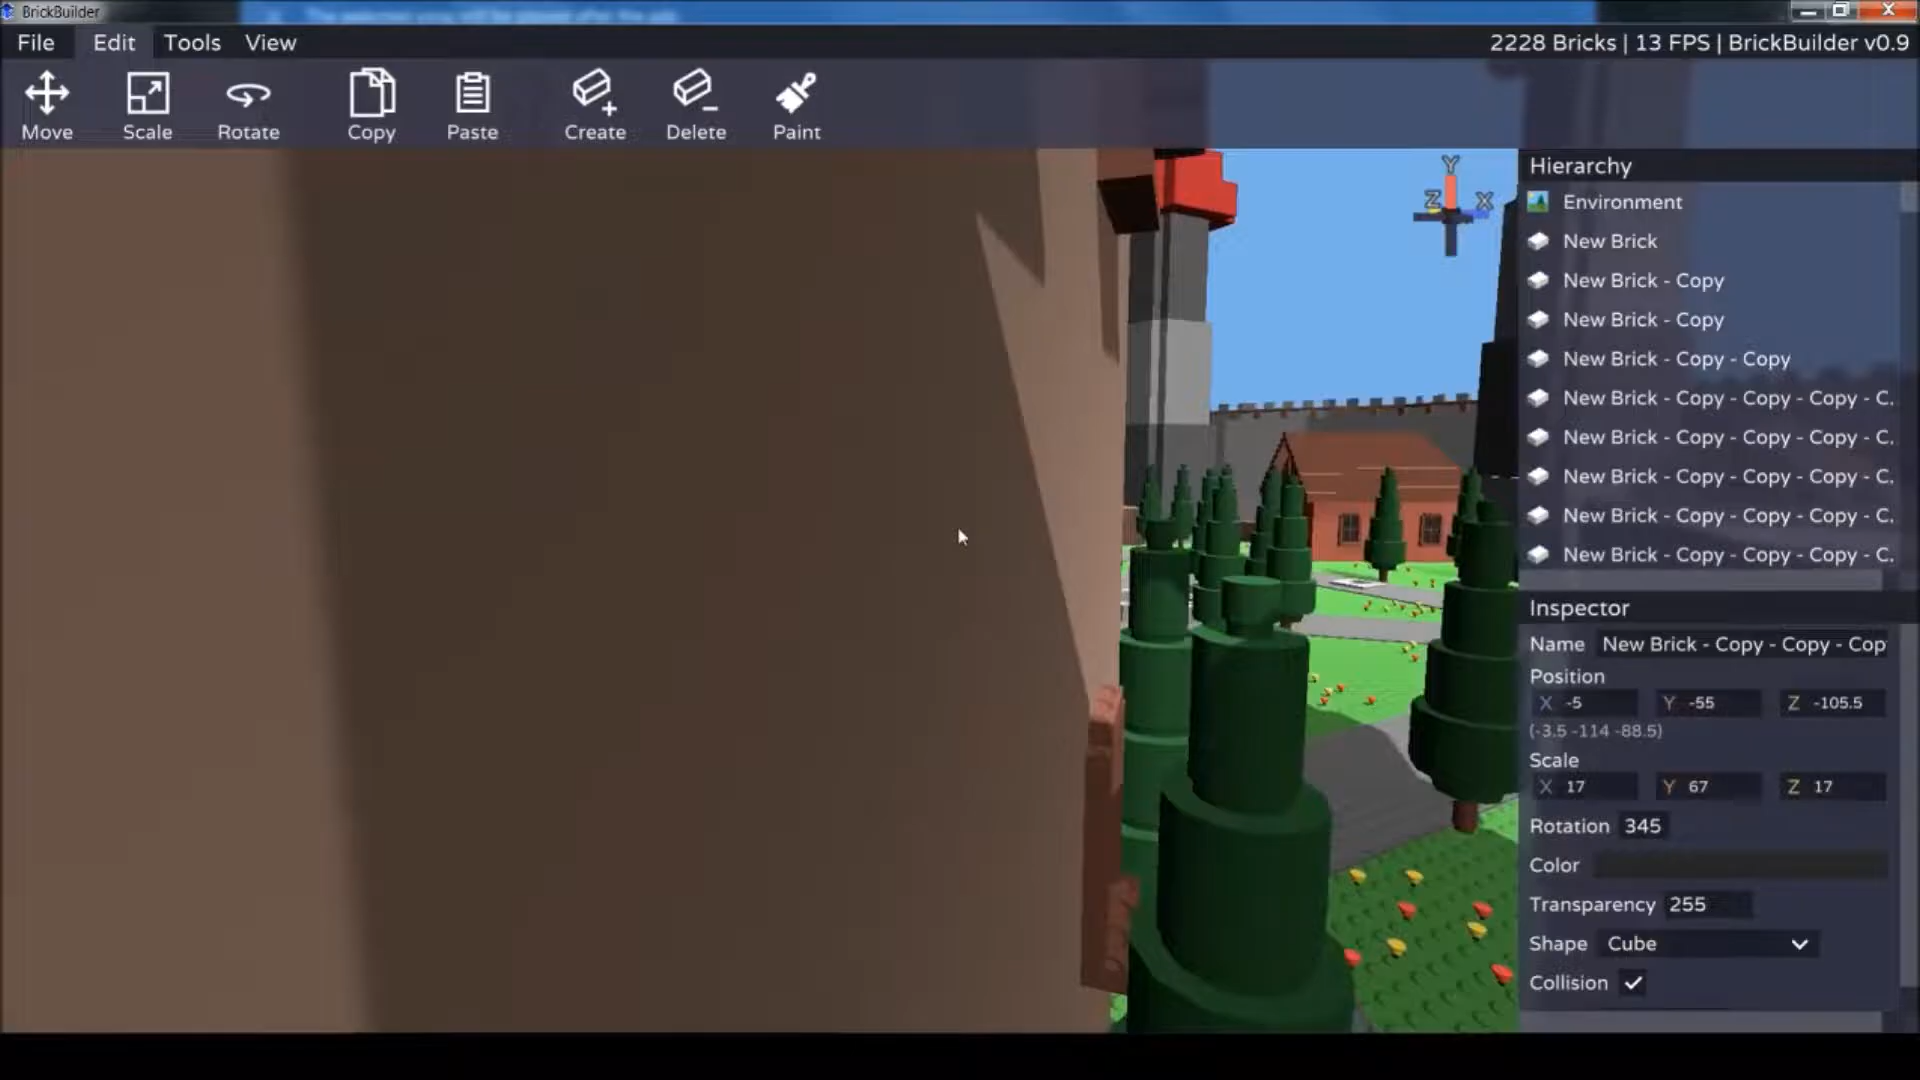 BrickBuilder
File Edit Tools View
2228 Bricks | 13 FPS | BrickBuilder v0.9
Move Scale Rotate Copy Paste Create Delete Paint
Y
Z X
Hierarchy
Environment
New Brick
New Brick - Copy
New Brick - Copy
New Brick - Copy - Copy
New Brick - Copy - Copy - Copy - C.
New Brick - Copy - Copy - Copy - C.
New Brick - Copy - Copy - Copy - C.
New Brick - Copy - Copy - Copy - C.
New Brick - Copy - Copy - Copy - C.
Inspector
Name New Brick - Copy - Copy - Cop
Position
X -5 Y -55 Z -105.5
(-3.5 -114 -88.5)
Scale
X 17 Y 67 Z 17
Rotation 345
Color
Transparency 255
Shape Cube
Collision